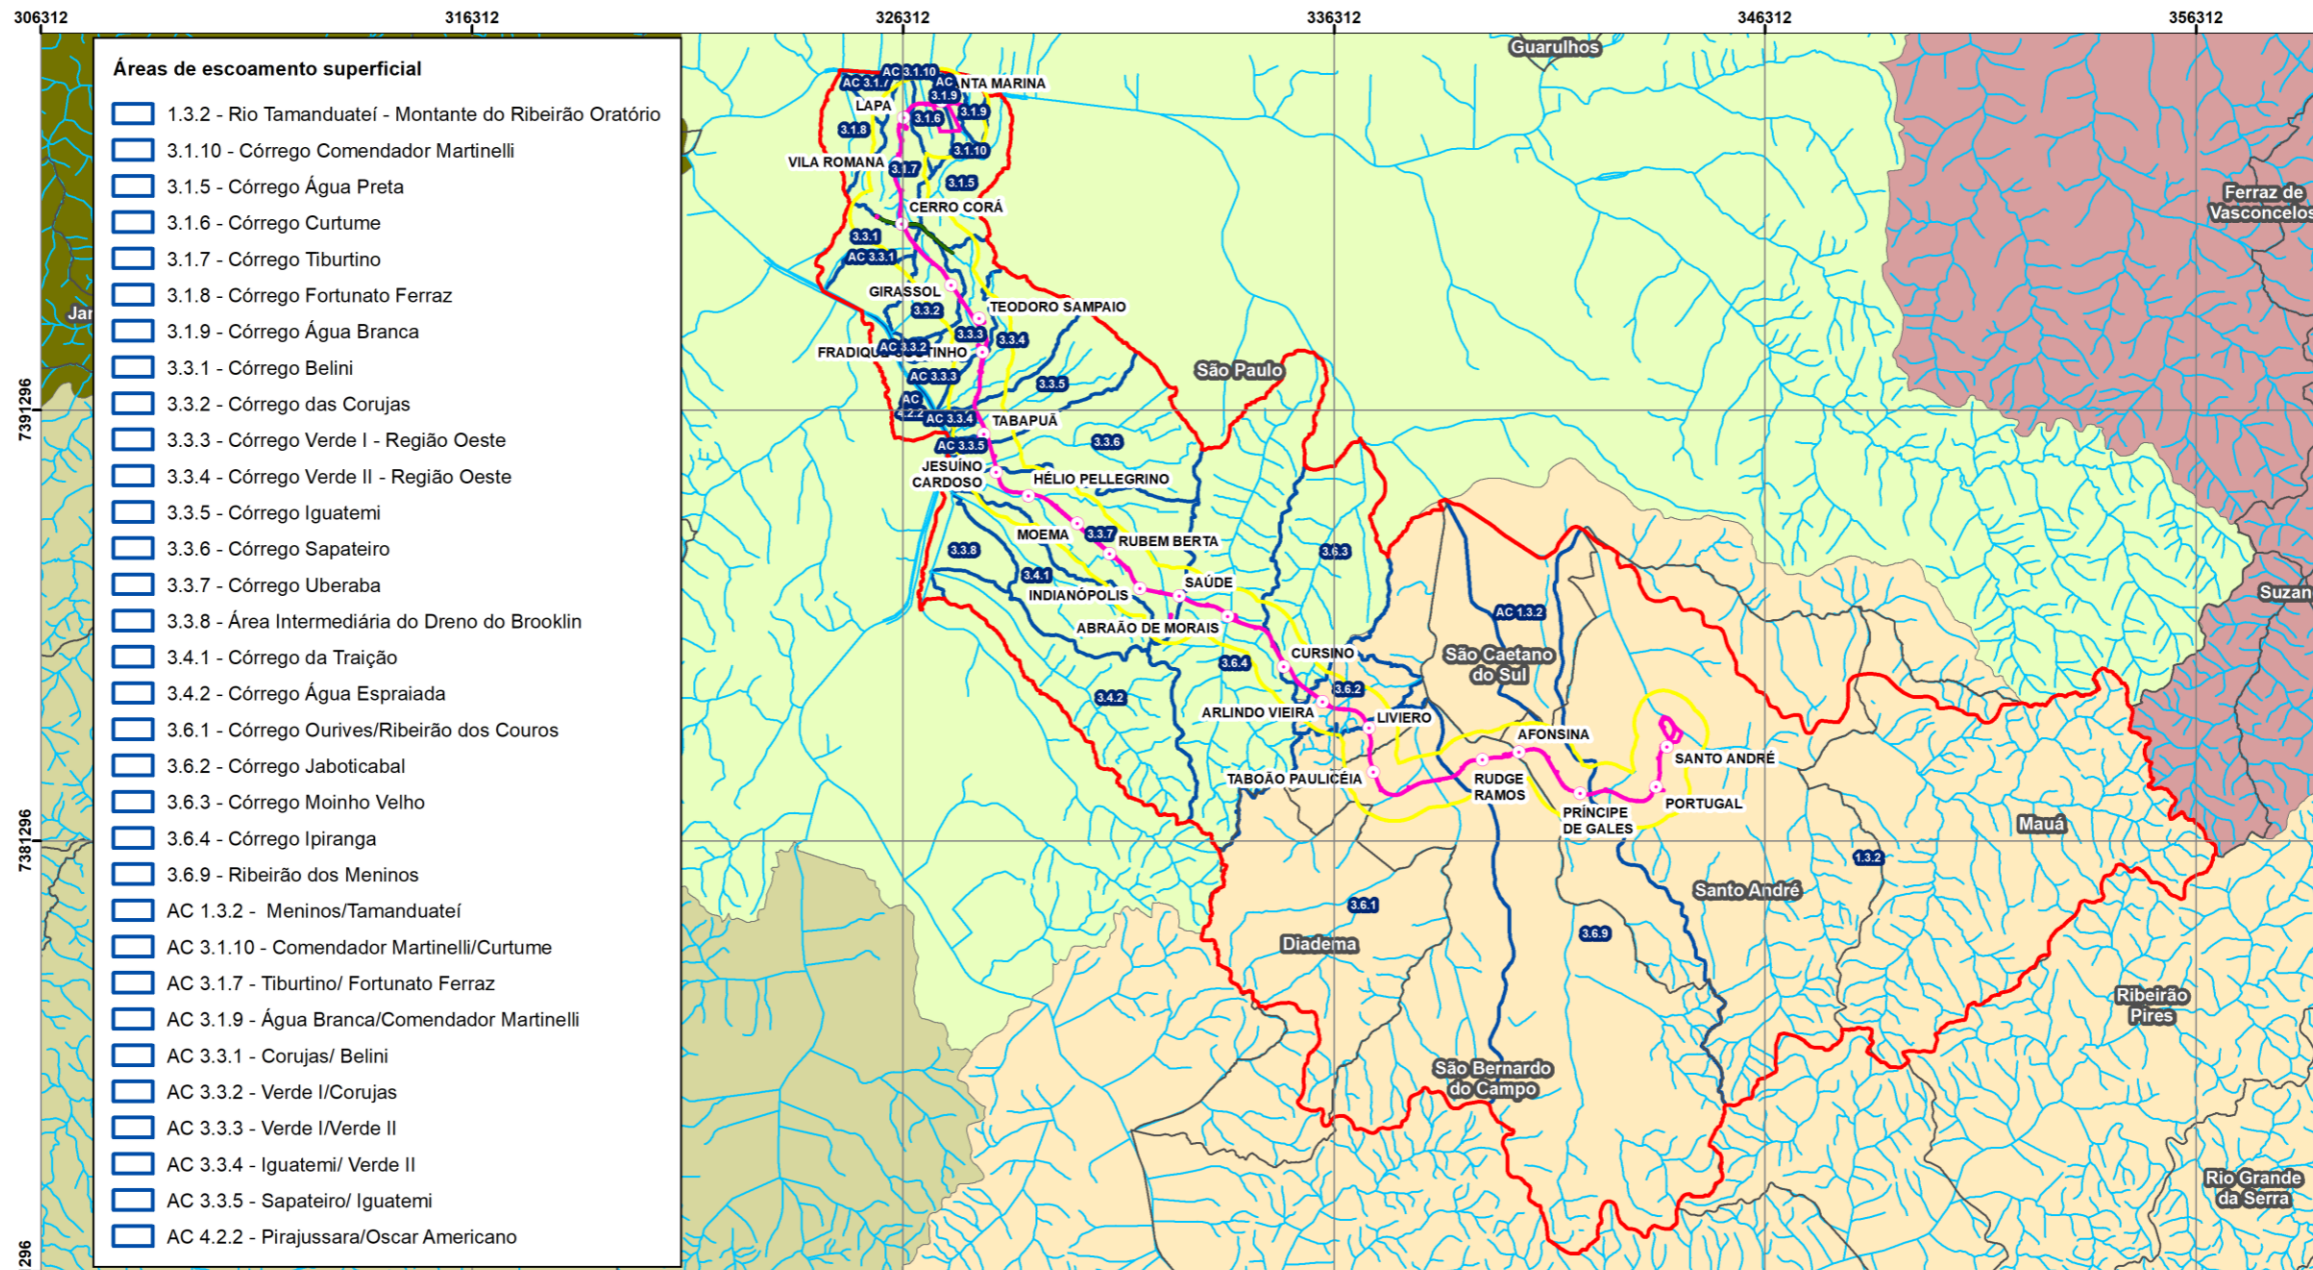 306312
316312
326312
336312
346312
356312
7391296
7381296
1296
Áreas de escoamento superficial
1.3.2 - Rio Tamanduateí - Montante do Ribeirão Oratório
3.1.10 - Córrego Comendador Martinelli
3.1.5 - Córrego Água Preta
3.1.6 - Córrego Curtume
3.1.7 - Córrego Tiburtino
3.1.8 - Córrego Fortunato Ferraz
3.1.9 - Córrego Água Branca
3.3.1 - Córrego Belini
3.3.2 - Córrego das Corujas
3.3.3 - Córrego Verde I - Região Oeste
3.3.4 - Córrego Verde II - Região Oeste
3.3.5 - Córrego Iguatemi
3.3.6 - Córrego Sapateiro
3.3.7 - Córrego Uberaba
3.3.8 - Área Intermediária do Dreno do Brooklin
3.4.1 - Córrego da Traição
3.4.2 - Córrego Água Espraiada
3.6.1 - Córrego Ourives/Ribeirão dos Couros
3.6.2 - Córrego Jaboticabal
3.6.3 - Córrego Moinho Velho
3.6.4 - Córrego Ipiranga
3.6.9 - Ribeirão dos Meninos
AC 1.3.2 -  Meninos/Tamanduateí
AC 3.1.10 - Comendador Martinelli/Curtume
AC 3.1.7 - Tiburtino/ Fortunato Ferraz
AC 3.1.9 - Água Branca/Comendador Martinelli
AC 3.3.1 - Corujas/ Belini
AC 3.3.2 - Verde I/Corujas
AC 3.3.3 - Verde I/Verde II
AC 3.3.4 - Iguatemi/ Verde II
AC 3.3.5 - Sapateiro/ Iguatemi
AC 4.2.2 - Pirajussara/Oscar Americano
Jar
Guarulhos
AC 3.1.10
AC 3.1.7
AC
3.1.9
NTA MARINA
LAPA
3.1.9
3.1.6
3.1.8
3.1.10
VILA ROMANA
3.1.7
3.1.5
CERRO CORÁ
3.3.1
AC 3.3.1
GIRASSOL
TEODORO SAMPAIO
3.3.2
3.3.3
3.3.4
AC 3.3.2
AC 3.3.3
3.3.5
São Paulo
AC
4.2.2
AC 3.3.4
TABAPUÃ
AC 3.3.5
3.3.6
JESUÍNO
CARDOSO
HÉLIO PELLEGRINO
MOEMA
3.3.7
RUBEM BERTA
3.3.8
3.6.3
3.4.1
INDIANÓPOLIS
SAÚDE
ABRAÃO DE MORAIS
AC 1.3.2
CURSINO
3.6.4
São Caetano
do Sul
3.4.2
3.6.2
ARLINDO VIEIRA
LIVIERO
AFONSINA
SANTO ANDRÉ
TABOÃO PAULICÉIA
RUDGE
RAMOS
PORTUGAL
PRÍNCIPE
DE GALES
Mauá
1.3.2
Santo André
3.6.1
3.6.9
Diadema
Ribeirão
Pires
São Bernardo
do Campo
Rio Grande
da Serra
Ferraz de
Vasconcelos
Suzan